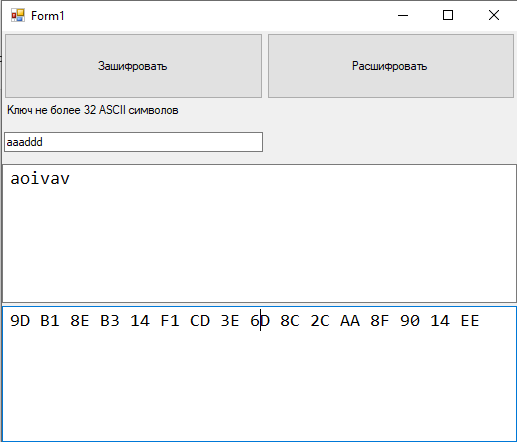 Form1
Зашифровать
Расшифровать
Ключ не более 32 ASCII символов
aaaddd
aoivav
9D B1 8E B3 14 F1 CD 3E 6D 8C 2C AA 8F 90 14 EE